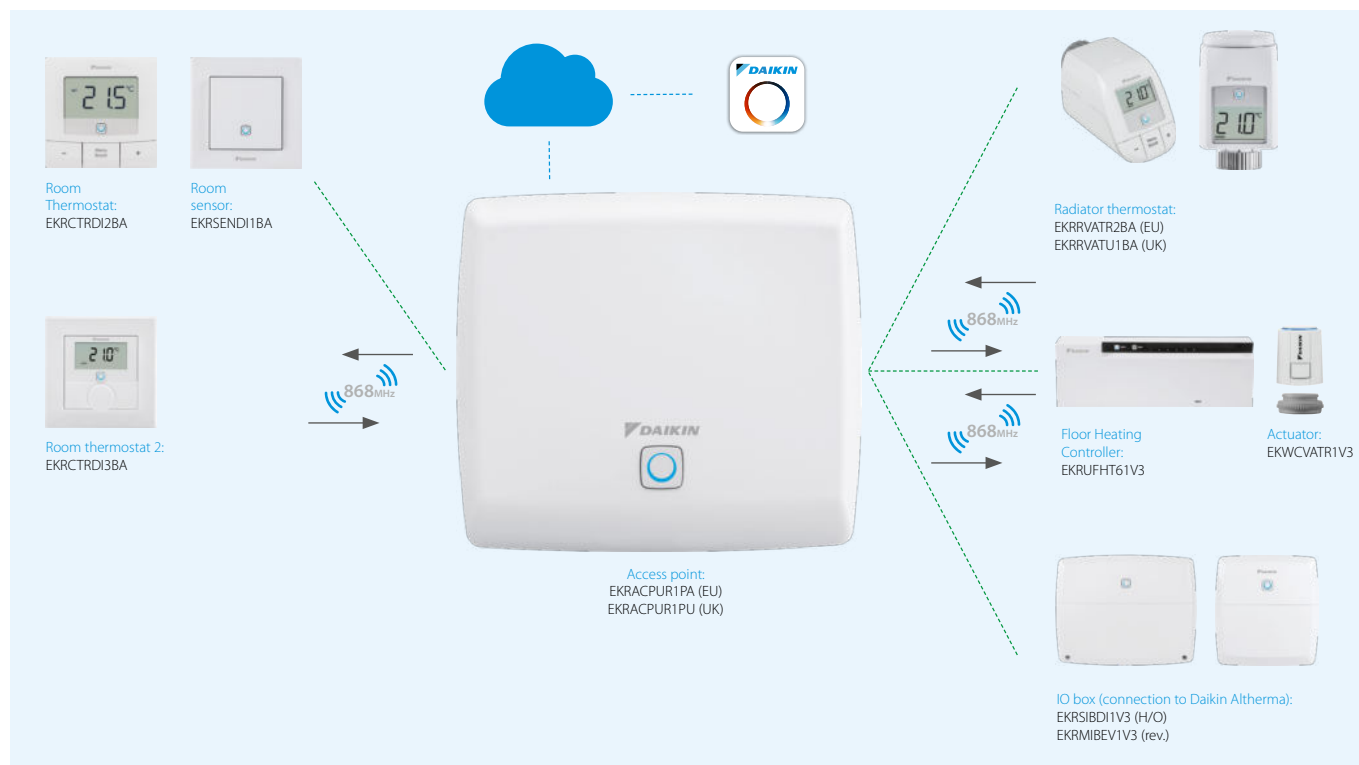 21.5
Room
Thermostat:
EKRCTRDI2BA
Room
sensor:
EKRSENDI1BA
DAIKIN
21.0
Room thermostat 2:
EKRCTRDI3BA
868MHz
DAIKIN
Access point:
EKRACPUR1PA (EU)
EKRACPUR1PU (UK)
21.0
21.0
Radiator thermostat:
EKRRVATR2BA (EU)
EKRRVATU1BA (UK)
868MHz
868MHz
DAIKIN
Floor Heating
Controller:
EKRUFHT61V3
Actuator:
EKWCVATR1V3
IO box (connection to Daikin Altherma):
EKRSIBDI1V3 (H/O)
EKRMIBEV1V3 (rev.)